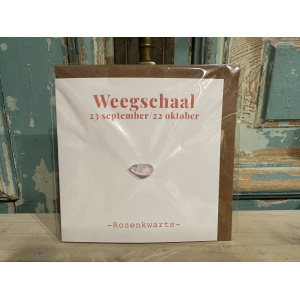 Weegschaal
23 september/22 oktober
-Rozenkwarts-